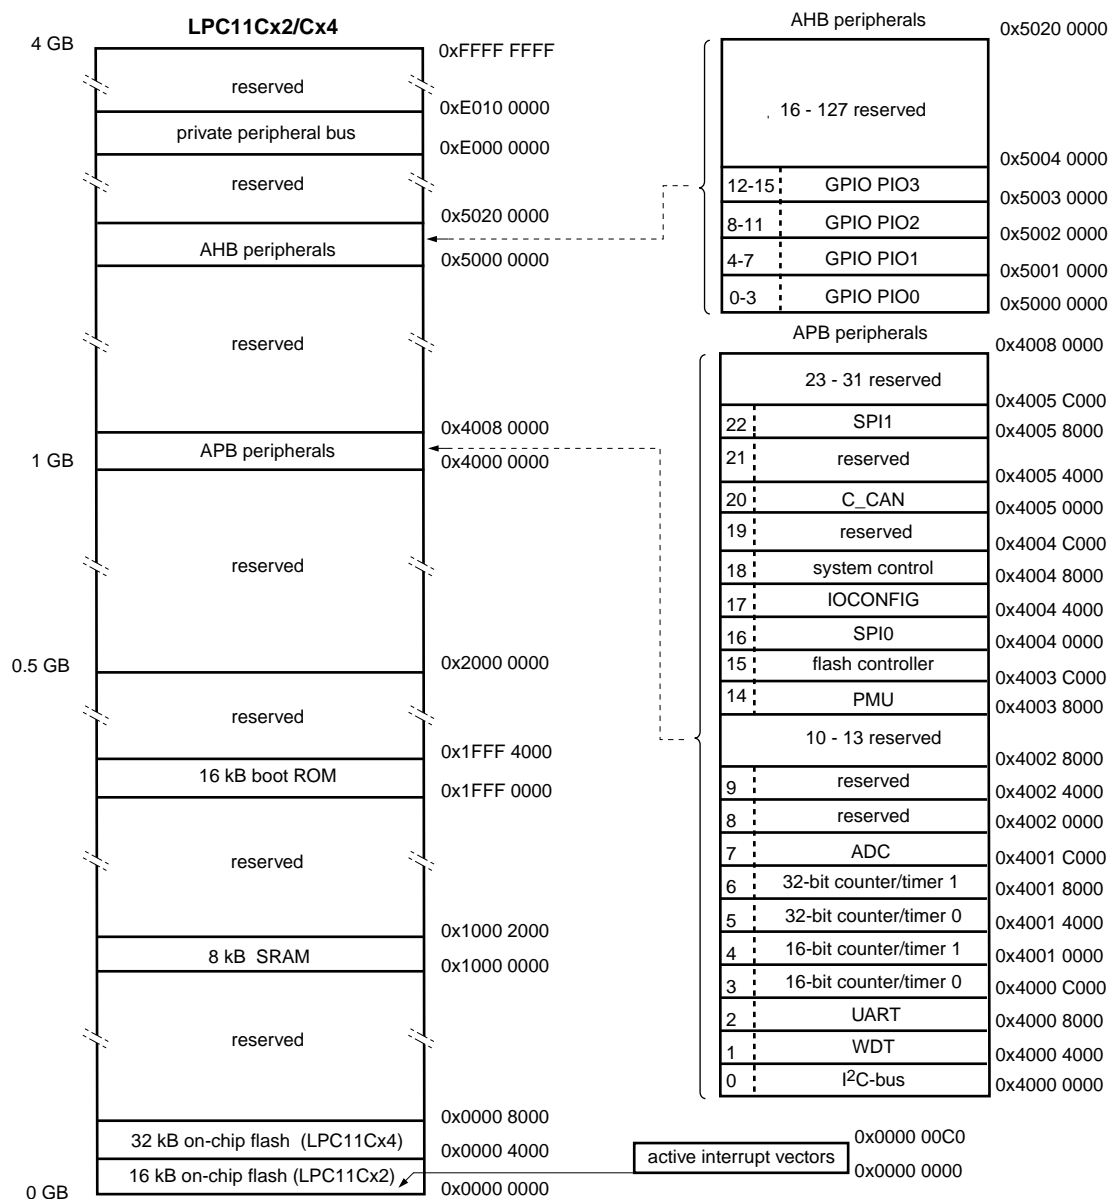 LPC11Cx2/Cx4
4 GB
0xFFFF FFFF
reserved
0xE010 0000
private peripheral bus
0xE000 0000
reserved
0x5020 0000
AHB peripherals
0x5000 0000
reserved
0x4008 0000
APB peripherals
1 GB
0x4000 0000
reserved
0x2000 0000
0.5 GB
reserved
0x1FFF 4000
16 kB boot ROM
0x1FFF 0000
reserved
0x1000 2000
8 kB SRAM
0x1000 0000
reserved
0x0000 8000
32 kB on-chip flash (LPC11Cx4)
0x0000 4000
16 kB on-chip flash (LPC11Cx2)
0x0000 0000
0 GB
AHB peripherals
0x5020 0000
16 - 127 reserved
0x5004 0000
12-15 GPIO PIO3
0x5003 0000
8-11 GPIO PIO2
0x5002 0000
4-7 GPIO PIO1
0x5001 0000
0-3 GPIO PIO0
0x5000 0000
APB peripherals
0x4008 0000
23 - 31 reserved
0x4005 C000
22 SPI1
0x4005 8000
21 reserved
0x4005 4000
20 C_CAN
0x4005 0000
19 reserved
0x4004 C000
18 system control
0x4004 8000
17 IOCONFIG
0x4004 4000
16 SPI0
0x4004 0000
15 flash controller
0x4003 C000
14 PMU
0x4003 8000
10 - 13 reserved
0x4002 8000
9 reserved
0x4002 4000
8 reserved
0x4002 0000
7 ADC
0x4001 C000
6 32-bit counter/timer 1
0x4001 8000
5 32-bit counter/timer 0
0x4001 4000
4 16-bit counter/timer 1
0x4001 0000
3 16-bit counter/timer 0
0x4000 C000
2 UART
0x4000 8000
1 WDT
0x4000 4000
0 I2C-bus
0x4000 0000
0x0000 00C0
active interrupt vectors
0x0000 0000